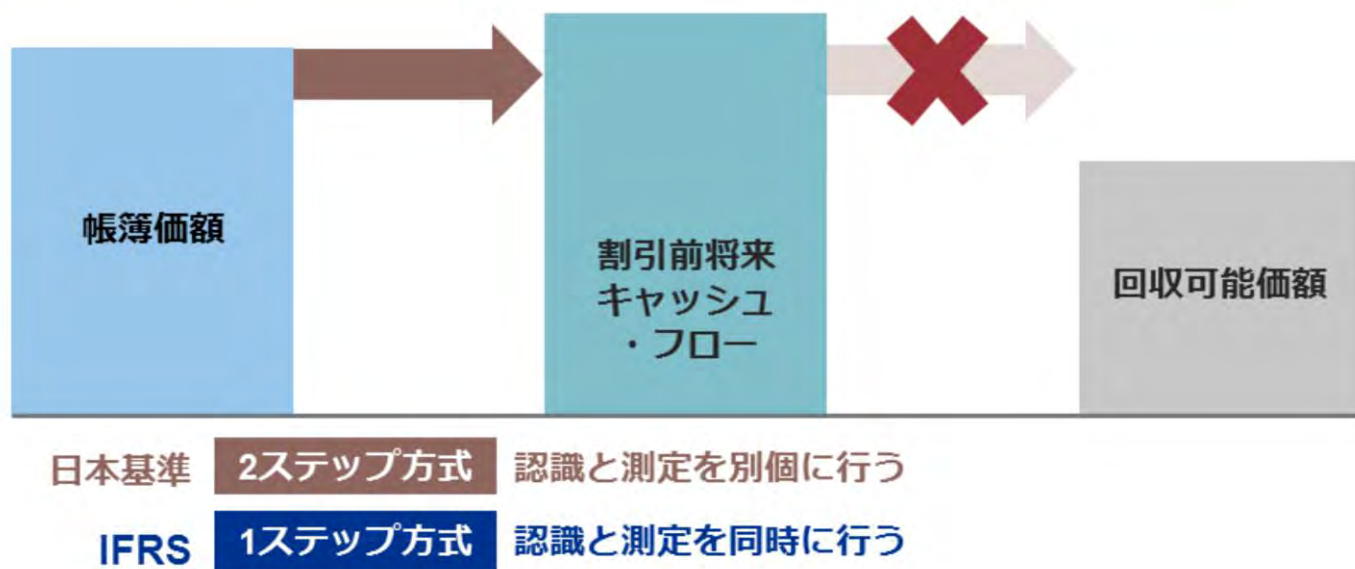 帳簿価額
割引前将来
キャッシュ
・フロー
回収可能価額
日本基準 2ステップ方式 認識と測定を別個に行う
IFRS 1ステップ方式 認識と測定を同時に行う